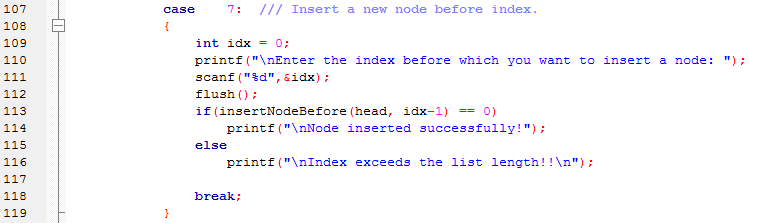 107 case 7: /// Insert a new node before index.
108 {
109 int idx = 0;
110 printf("\nEnter the index before which you want to insert a node: ");
111 scanf("%d",&idx);
112 flush();
113 if(insertNodeBefore(head, idx-1) == 0)
114 printf("\nNode inserted successfully!");
115 else
116 printf("\nIndex exceeds the list length!!\n");
117
118 break;
119 }